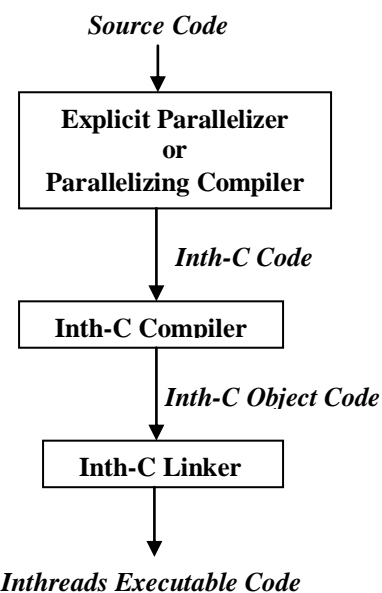 Source Code
Explicit Parallelizer
or
Parallelizing Compiler
Inth-C Code
Inth-C Compiler
Inth-C Object Code
Inth-C Linker
Inthreads Executable Code